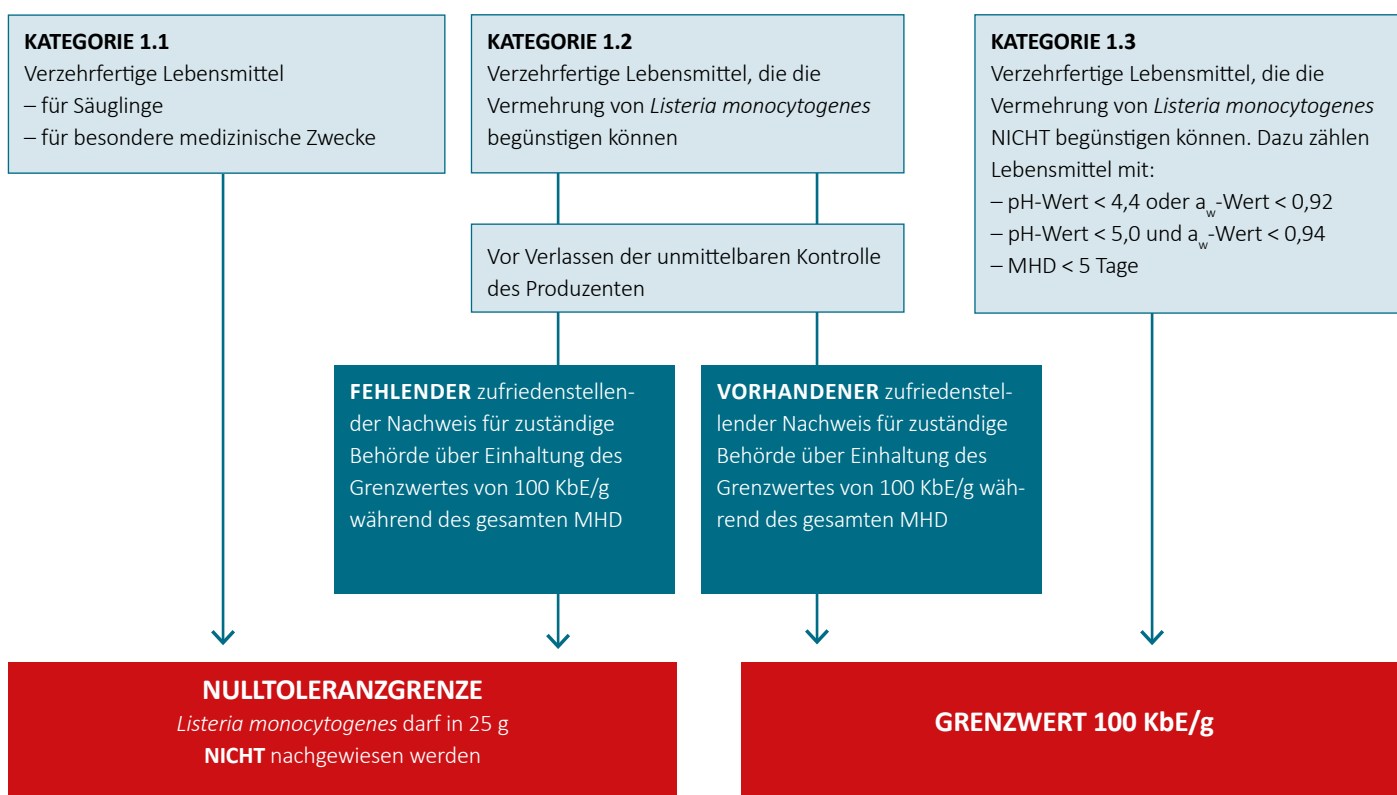 KATEGORIE 1.1
Verzehrfertige Lebensmittel
– für Säuglinge
– für besondere medizinische Zwecke
KATEGORIE 1.2
Verzehrfertige Lebensmittel, die die
Vermehrung von Listeria monocytogenes
begünstigen können
KATEGORIE 1.3
Verzehrfertige Lebensmittel, die die
Vermehrung von Listeria monocytogenes
NICHT begünstigen können. Dazu zählen
Lebensmittel mit:
– pH-Wert < 4,4 oder aw-Wert < 0,92
– pH-Wert < 5,0 und aw-Wert < 0,94
– MHD < 5 Tage
Vor Verlassen der unmittelbaren Kontrolle
des Produzenten
FEHLENDER zufriedenstellen-
der Nachweis für zuständige
Behörde über Einhaltung des
Grenzwertes von 100 KbE/g
während des gesamten MHD
VORHANDENER zufriedenstel-
lender Nachweis für zuständige
Behörde über Einhaltung des
Grenzwertes von 100 KbE/g wäh-
rend des gesamten MHD
NULLTOLERANZGRENZE
Listeria monocytogenes darf in 25 g
NICHT nachgewiesen werden
GRENZWERT 100 KbE/g